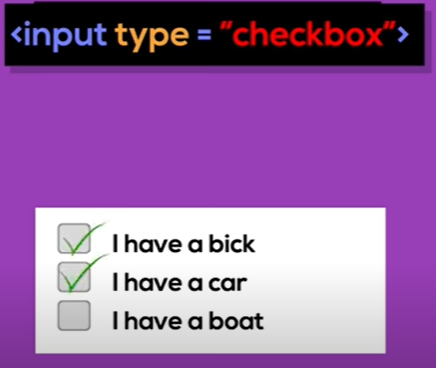 <input type = "checkbox">
I have a bick
I have a car
I have a boat